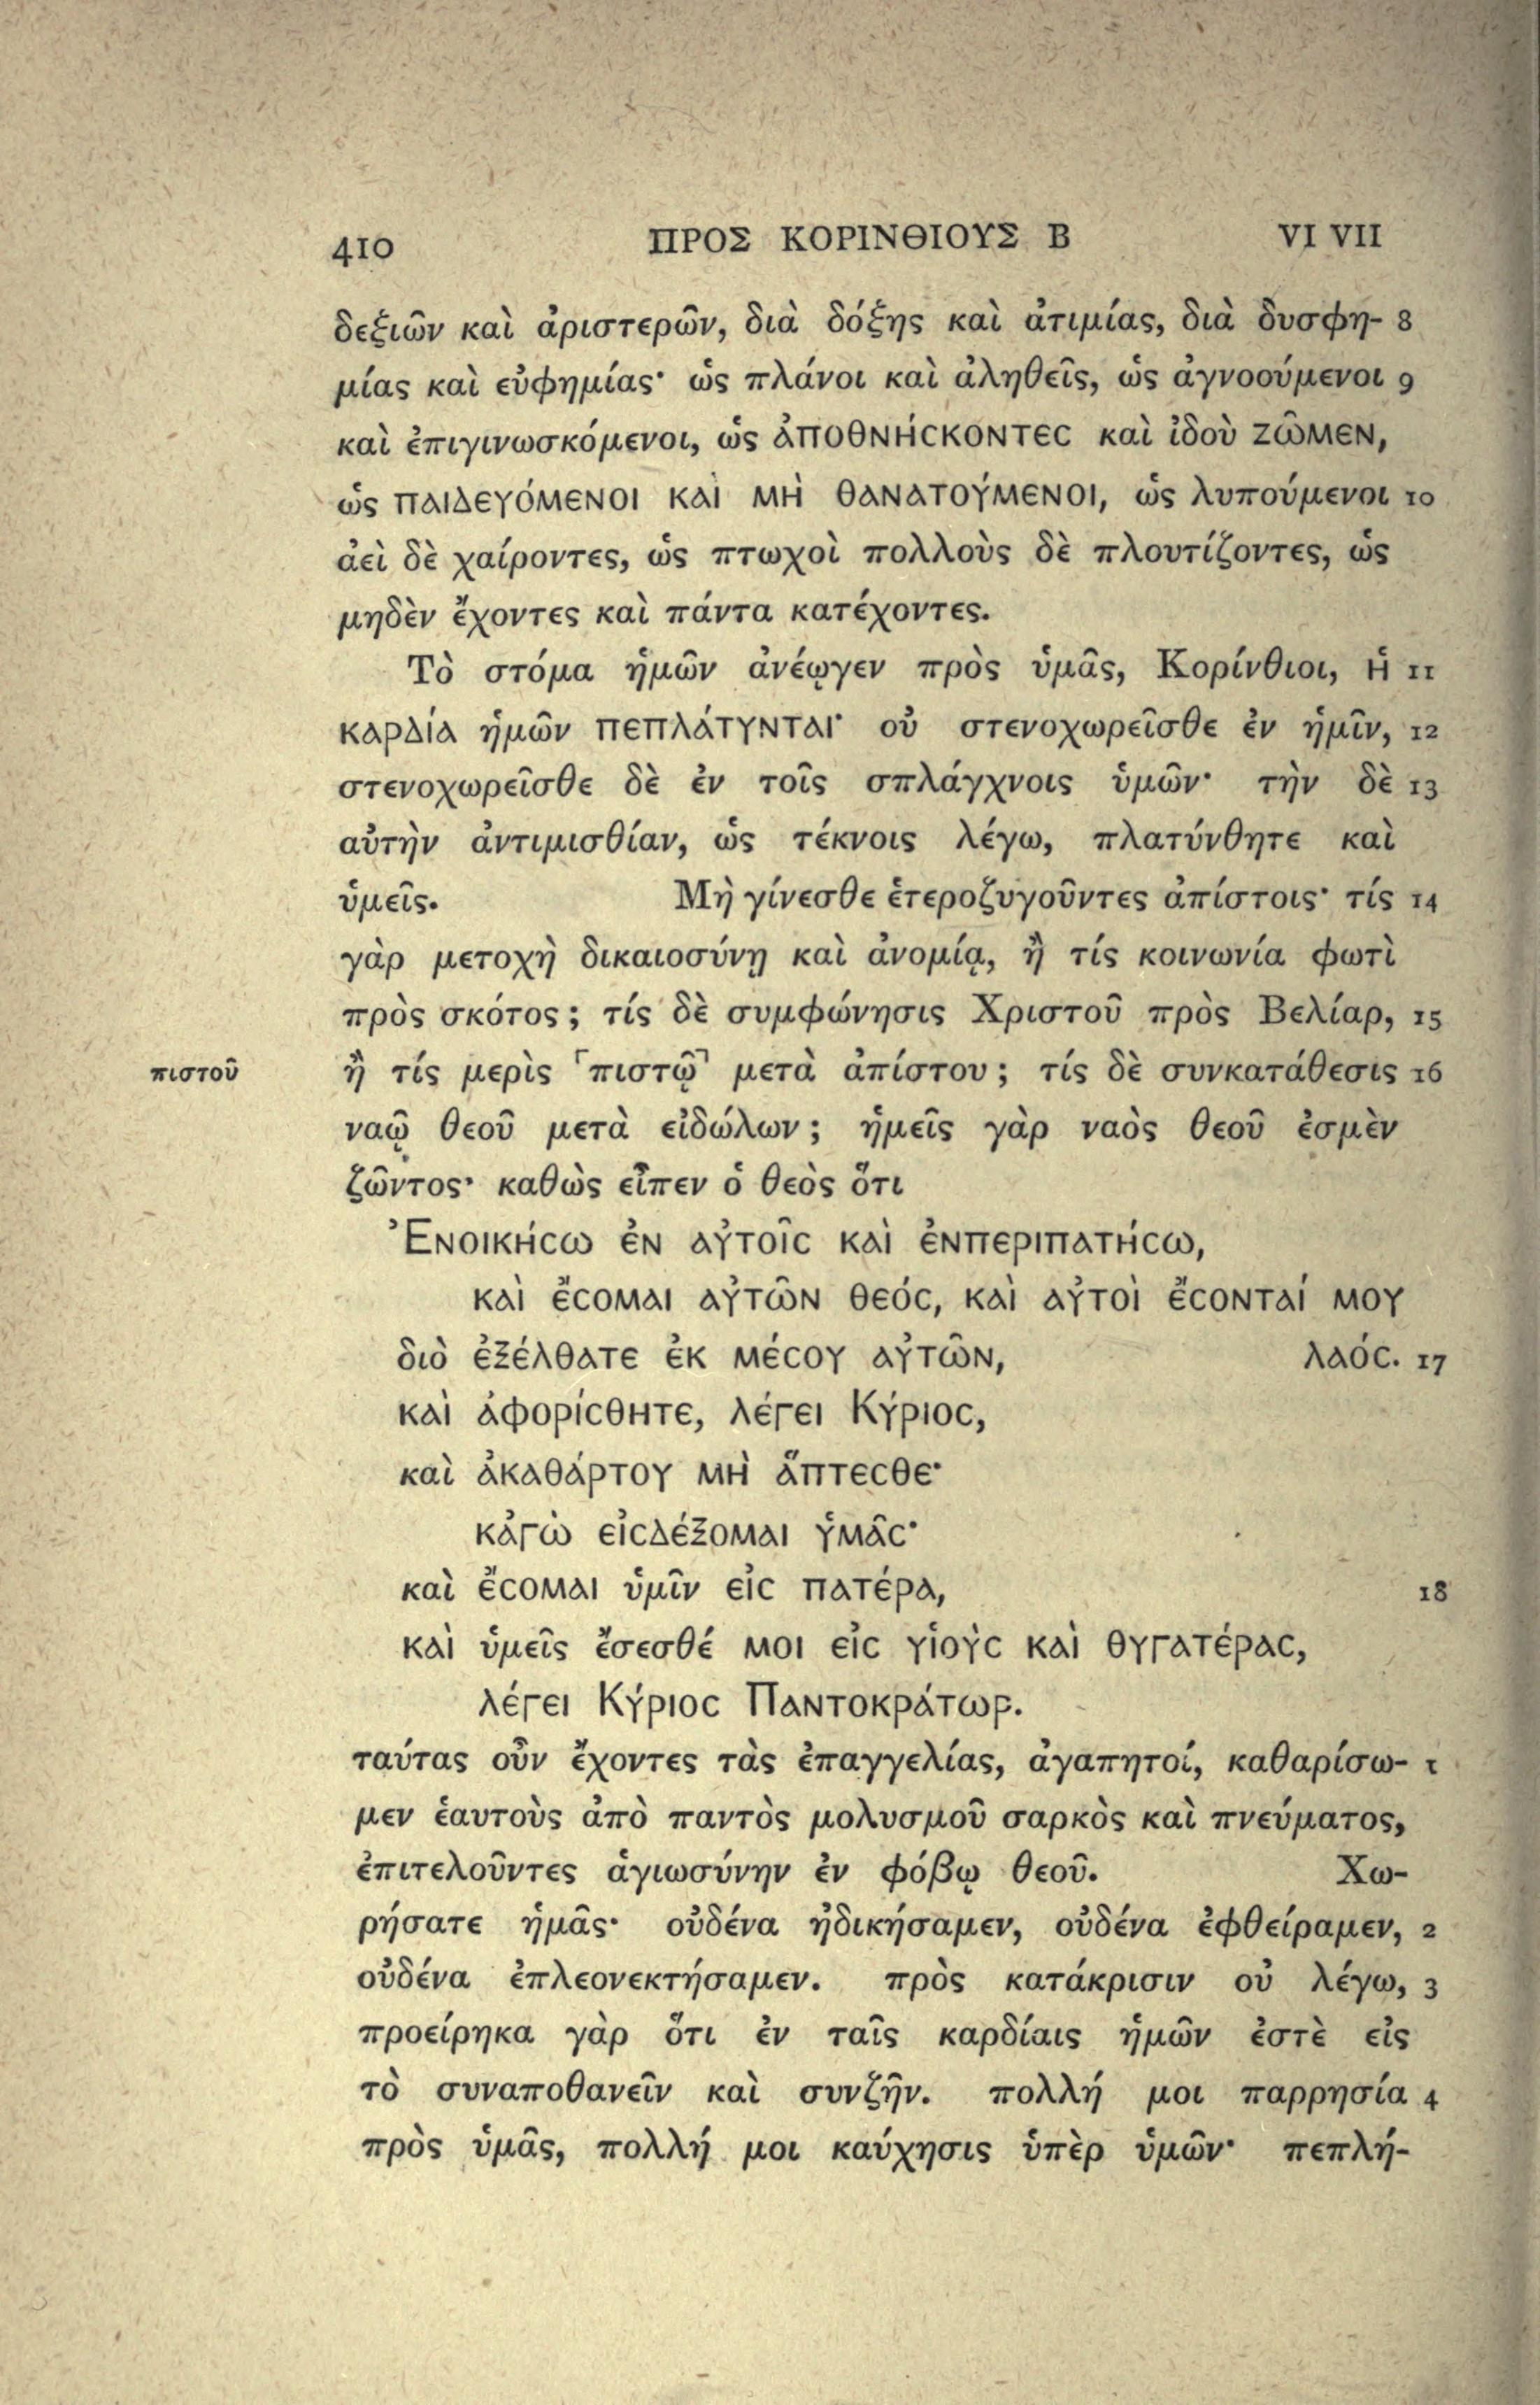 410 ΠΡΟΣ ΚΟΡΙΝΘΙΟΥΣ Β VI VII
δεξιῶν καὶ ἀριστερῶν, διὰ δόξης καὶ ἀτιμίας, διὰ δυσφη- 8
μίας καὶ εὐφημίας· ὡς πλάνοι καὶ ἀληθεῖς, ὡς ἀγνοούμενοι 9
καὶ ἐπιγινωσκόμενοι, ὡς ἀποθνήϲκοντεϲ καὶ ἰδοὺ ζῶμεν,
ὡς παιδεγόμενοι καὶ μὴ θανατούμενοι, ὡς λυπούμενοι 10
ἀεὶ δὲ χαίροντες, ὡς πτωχοὶ πολλοὺς δὲ πλουτίζοντες, ὡς
μηδὲν ἔχοντες καὶ πάντα κατέχοντες.
Τὸ στόμα ἡμῶν ἀνέῳγεν πρὸς ὑμᾶς, Κορίνθιοι, ἡ 11
καρδία ἡμῶν πεπλάτυνται· οὐ στενοχωρεῖσθε ἐν ἡμῖν, 12
στενοχωρεῖσθε δὲ ἐν τοῖς σπλάγχνοις ὑμῶν· τὴν δὲ 13
αὐτὴν ἀντιμισθίαν, ὡς τέκνοις λέγω, πλατύνθητε καὶ
ὑμεῖς. Μὴ γίνεσθε ἑτεροζυγοῦντες ἀπίστοις· τίς 14
γὰρ μετοχὴ δικαιοσύνῃ καὶ ἀνομίᾳ, ἢ τίς κοινωνία φωτὶ
πρὸς σκότος; τίς δὲ συμφώνησις Χριστοῦ πρὸς Βελίαρ, 15
πιστοῦ ἢ τίς μερὶς ⌜πιστῷ⌝ μετὰ ἀπίστου; τίς δὲ συνκατάθεσις 16
ναῷ θεοῦ μετὰ εἰδώλων; ἡμεῖς γὰρ ναὸς θεοῦ ἐσμὲν
ζῶντος· καθὼς εἶπεν ὁ θεὸς ὅτι
Ἐνοικήϲω ἐν αὐτοῖϲ καὶ ἐνπεριπατήϲω,
καὶ ἔϲομαι αὐτῶν θεόϲ, καὶ αὐτοὶ ἔϲονταί μου
διὸ ἐξέλθατε ἐκ μέϲου αὐτῶν, λαόϲ. 17
καὶ ἀφορίϲθητε, λέγει Κύριοϲ,
καὶ ἀκαθάρτου μὴ ἅπτεϲθε·
κἀγὼ εἰϲδέξομαι ὑμᾶϲ·
καὶ ἔϲομαι ὑμῖν εἰϲ πατέρα, 18
καὶ ὑμεῖς ἔσεσθέ μοι εἰϲ υἱοὺϲ καὶ θυγατέραϲ,
λέγει Κύριοϲ Παντοκράτωρ.
ταύτας οὖν ἔχοντες τὰς ἐπαγγελίας, ἀγαπητοί, καθαρίσω- 1
μεν ἑαυτοὺς ἀπὸ παντὸς μολυσμοῦ σαρκὸς καὶ πνεύματος,
ἐπιτελοῦντες ἁγιωσύνην ἐν φόβῳ θεοῦ. Χω-
ρήσατε ἡμᾶς· οὐδένα ἠδικήσαμεν, οὐδένα ἐφθείραμεν, 2
οὐδένα ἐπλεονεκτήσαμεν. πρὸς κατάκρισιν οὐ λέγω, 3
προείρηκα γὰρ ὅτι ἐν ταῖς καρδίαις ἡμῶν ἐστὲ εἰς
τὸ συναποθανεῖν καὶ συνζῆν. πολλή μοι παρρησία 4
πρὸς ὑμᾶς, πολλή μοι καύχησις ὑπὲρ ὑμῶν· πεπλή-